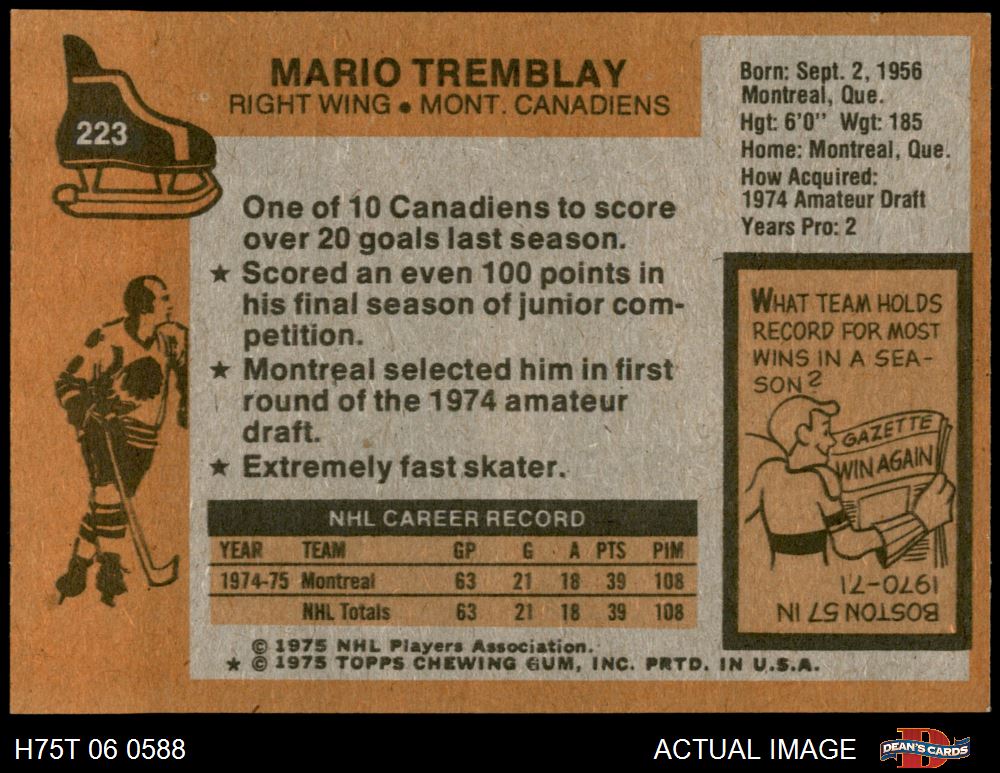 223
MARIO TREMBLAY
RIGHT WING ● MONT. CANADIENS
Born: Sept. 2, 1956
Montreal, Que.
Hgt: 6'0'' Wgt: 185
Home: Montreal, Que.
How Acquired:
1974 Amateur Draft
Years Pro: 2
One of 10 Canadiens to score
over 20 goals last season.
★ Scored an even 100 points in
his final season of junior com-
petition.
★ Montreal selected him in first
round of the 1974 amateur
draft.
★ Extremely fast skater.
NHL CAREER RECORD
YEAR TEAM GP G A PTS PIM
1974-75 Montreal 63 21 18 39 108
NHL Totals 63 21 18 39 108
© 1975 NHL Players Association.
★ © 1975 TOPPS CHEWING GUM, INC. PRTD. IN U.S.A.
WHAT TEAM HOLDS
RECORD FOR MOST
WINS IN A SEA-
SON?
GAZETTE
WIN AGAIN
BOSTON 57 IN
1970-71
H75T 06 0588
ACTUAL IMAGE
DEAN'S CARDS